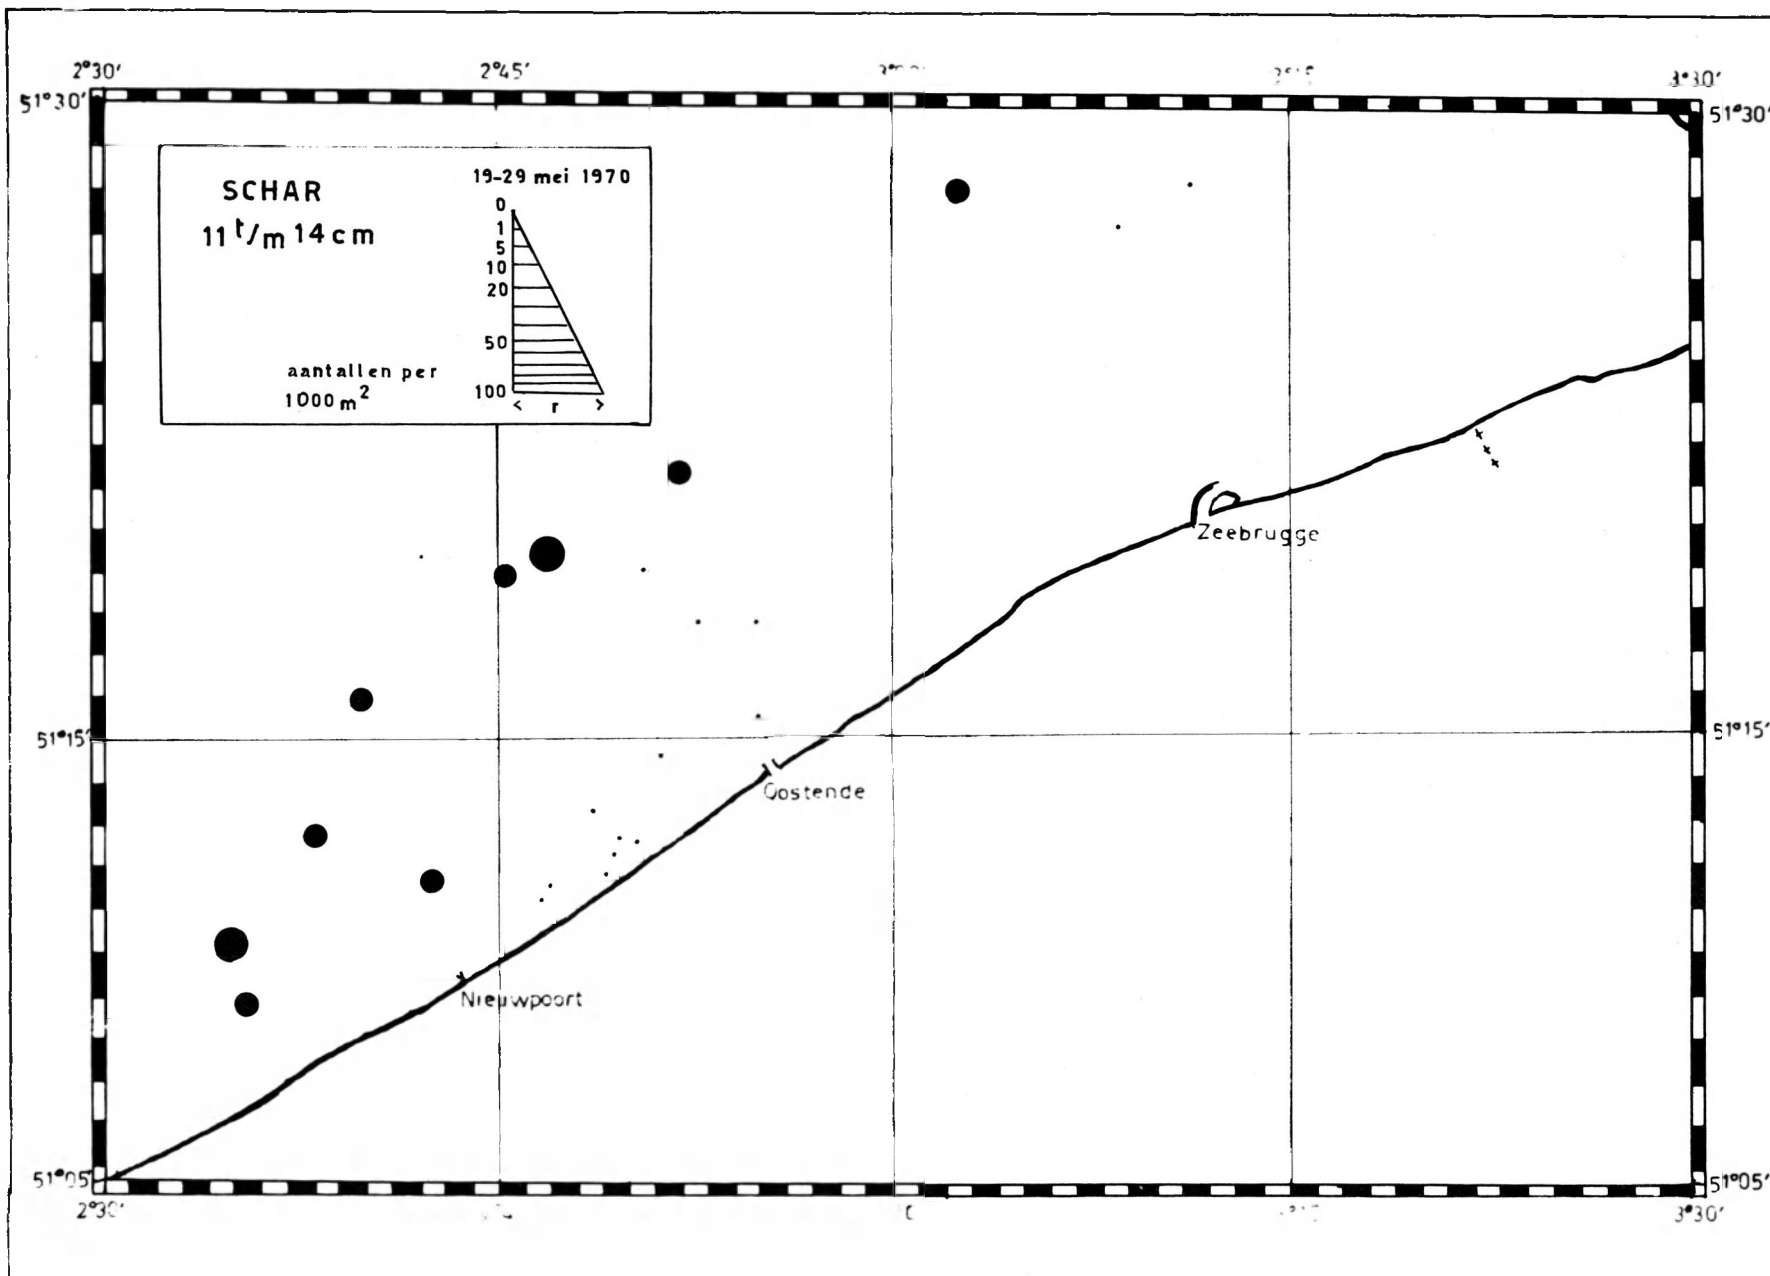 2°30′ 2°45′ 3°30′
51°30′ 51°30′
SCHAR
11 t/m 14 cm
19-29 mei 1970
0
1
5
10
20
50
100
< r >
aantallen per
1000 m²
Zeebrugge
51°15′ 51°15′
Oostende
Nieuwpoort
51°05′ 51°05′
2°30′ 3°30′